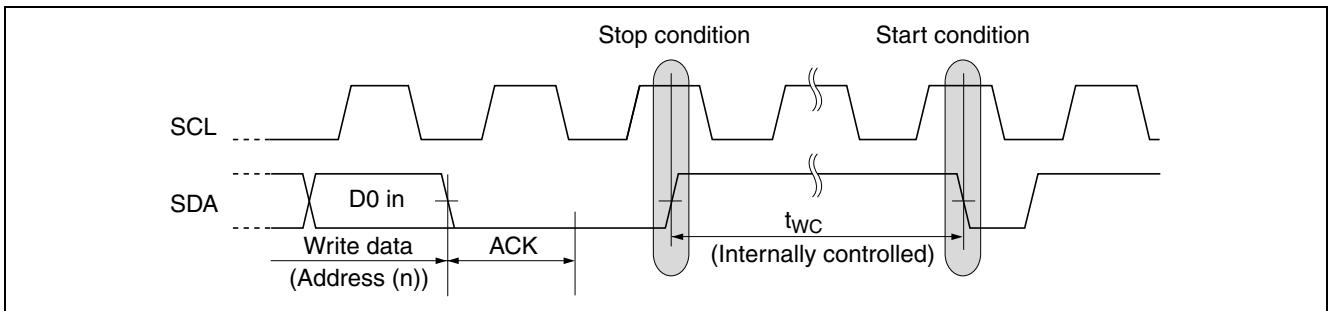 Stop condition
Start condition
SCL
SDA
D0 in
Write data
(Address (n))
ACK
tWC
(Internally controlled)